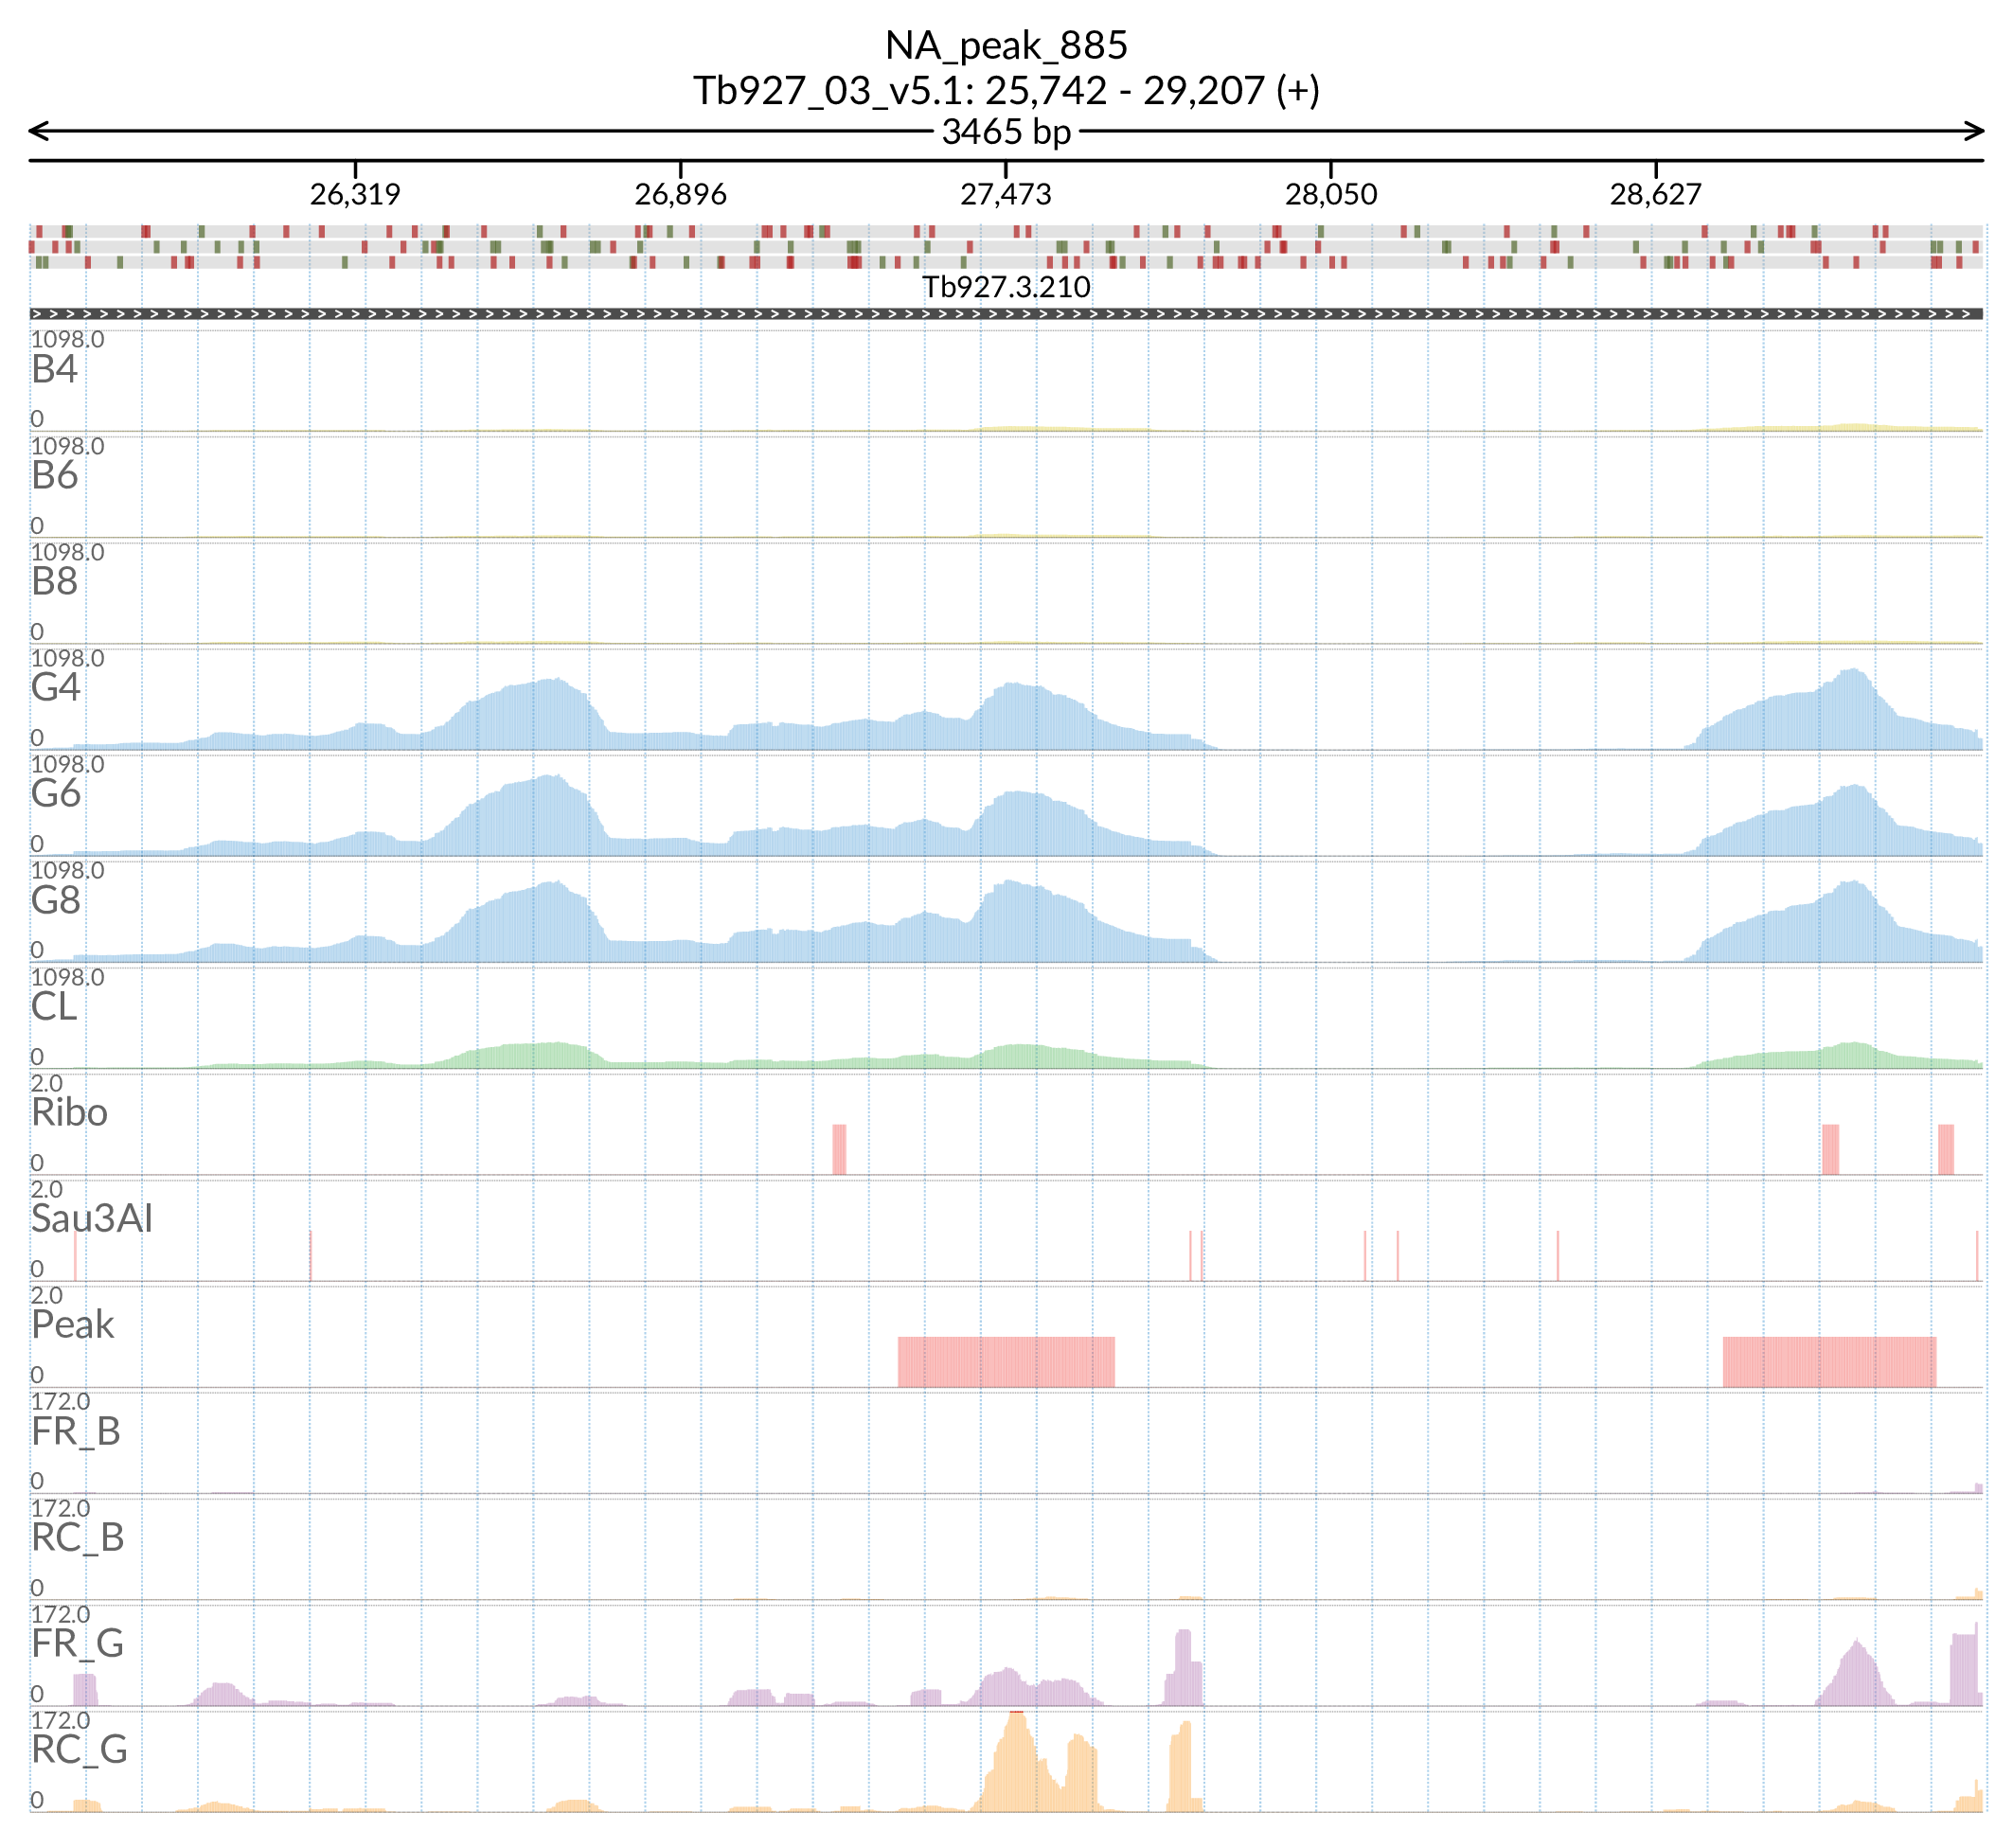 NA_peak_885
Tb927_03_v5.1: 25,742 - 29,207 (+)
3465 bp
26,319 26,896 27,473 28,050 28,627
Tb927.3.210
1098.0
B4
0
1098.0
B6
0
1098.0
B8
0
1098.0
G4
0
1098.0
G6
0
1098.0
G8
0
1098.0
CL
0
2.0
Ribo
0
2.0
Sau3AI
0
2.0
Peak
0
172.0
FR_B
0
172.0
RC_B
0
172.0
FR_G
0
172.0
RC_G
0